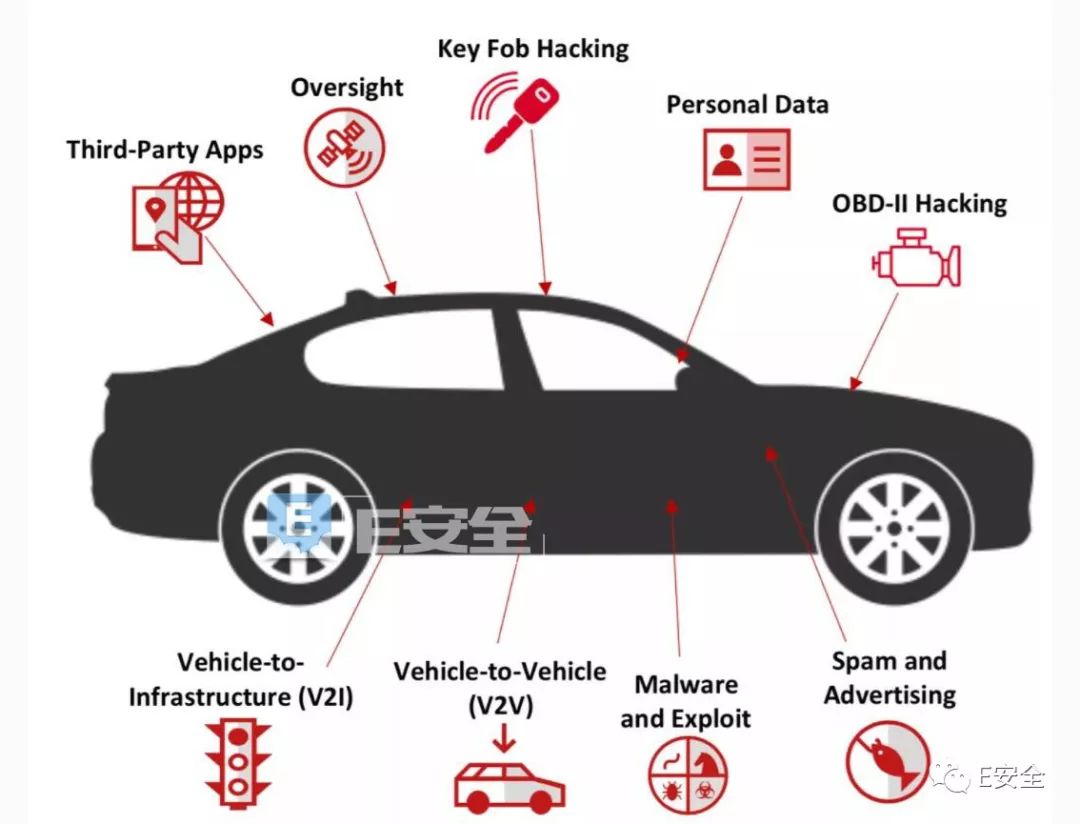 Key Fob Hacking
Oversight
Personal Data
Third-Party Apps
OBD-II Hacking
E安全
Vehicle-to-
Infrastructure (V2I)
Vehicle-to-Vehicle
(V2V)
Malware
and Exploit
Spam and
Advertising
E安全